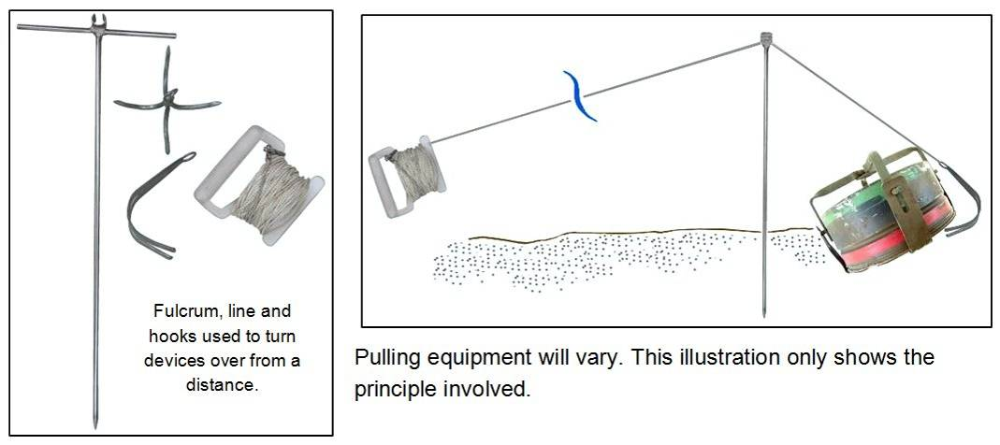 Fulcrum, line and
hooks used to turn
devices over from a
distance.
Pulling equipment will vary. This illustration only shows the
principle involved.